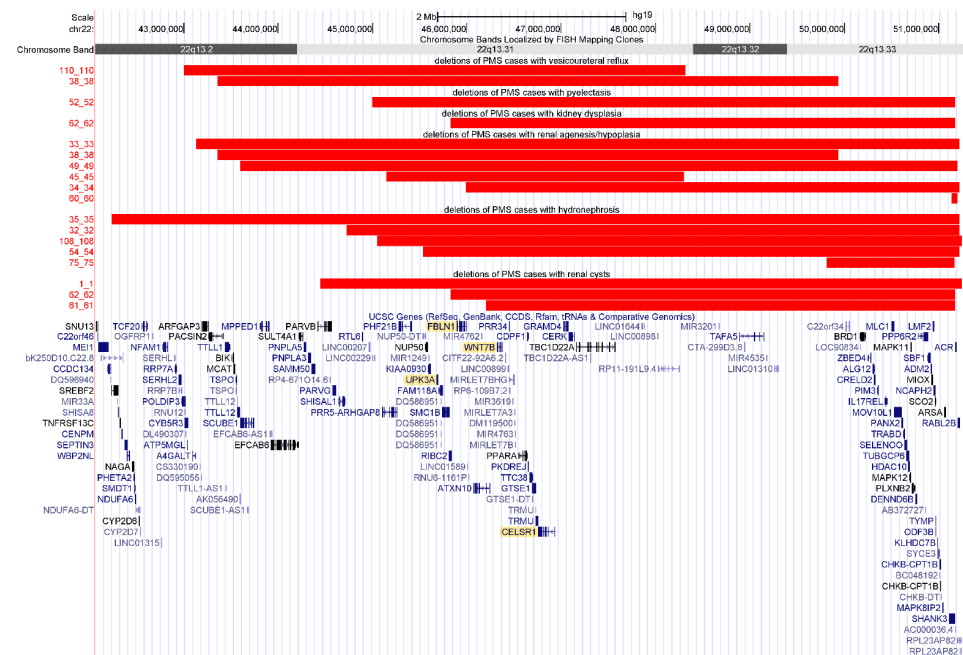 Scale 2 Mb hg19
chr22: 43,000,000 44,000,000 45,000,000 46,000,000 47,000,000 48,000,000 49,000,000 50,000,000 51,000,000
Chromosome Bands Localized by FISH Mapping Clones
Chromosome Band 22q13.2 22q13.31 22q13.32 22q13.33
deletions of PMS cases with vesicoureteral reflux
110_110
38_38
deletions of PMS cases with pyelectasis
52_52
deletions of PMS cases with kidney dysplasia
62_62
deletions of PMS cases with renal agenesis/hypoplasia
33_33
38_38
49_49
45_45
34_34
60_60
deletions of PMS cases with hydronephrosis
35_35
32_32
108_108
54_54
75_75
deletions of PMS cases with renal cysts
1_1
62_62
61_61
UCSC Genes (RefSeq, GenBank, CCDS, Rfam, tRNAs & Comparative Genomics)
SNU13 TCF20 ARFGAP3 MPPED1 PARVB PHF21B FBLN1 PRR34 GRAMD4 LINC01644 MIR3201 C22orf34 MLC1 LMF2
C22orf46 OGFRP1 PACSIN2 SULT4A1 RTL6 NUP50-DT MIR4762 CDPF1 CERK LINC00898 TAFA5 BRD1 PPP6R2
MEI1 NFAM1 TTLL1 PNPLA5 LINC00207 NUP50 WNT7B TBC1D22A CTA-299D3.8 LOC90834 MAPK11 ACR
bK250D10.C22.8 SERHL BIK PNPLA3 LINC00229 MIR1249 CITF22-92A6.2 TBC1D22A-AS1 MIR4535 ZBED4 SBF1
CCDC134 RRP7A MCAT SAMM50 KIAA0930 LINC00899 RP11-191L9.4 LINC01310 ALG12 ADM2
DQ596940 SERHL2 TSPO RP4-671O14.6 UPK3A MIRLET7BHG CRELD2 MIOX
SREBF2 RRP7B TSPO PARVG FAM118A RP6-109B7.2 PIM3 NCAPH2
MIR33A POLDIP3 TTLL12 SHISAL1 DQ586951 MIR3619 IL17REL SCO2
SHISA8 RNU12 TTLL12 PRR5-ARHGAP8 SMC1B MIRLET7A3 MOV10L1 ARSA
TNFRSF13C CYB5R3 SCUBE1 DQ586951 DM119500 PANX2 RABL2B
CENPM DL490307 EFCAB6-AS1 DQ586951 MIR4763 TRABD
SEPTIN3 ATP5MGL EFCAB6 DQ586951 MIRLET7B SELENOO
WBP2NL A4GALT RIBC2 PPARA TUBGCP6
NAGA CS330190 LINC01589 PKDREJ HDAC10
PHETA2 DQ595055 RNU6-1161P TTC38 MAPK12
SMDT1 TTLL1-AS1 ATXN10 GTSE1 PLXNB2
NDUFA6 AK056490 GTSE1-DT DENND6B
NDUFA6-DT SCUBE1-AS1 TRMU AB372727
CYP2D6 TRMU TYMP
CYP2D7 CELSR1 ODF3B
LINC01315 KLHDC7B
SYCE3
CHKB-CPT1B
BC048192
CHKB-CPT1B
CHKB-DT
MAPK8IP2
SHANK3
AC000036.4
RPL23AP82
RPL23AP82